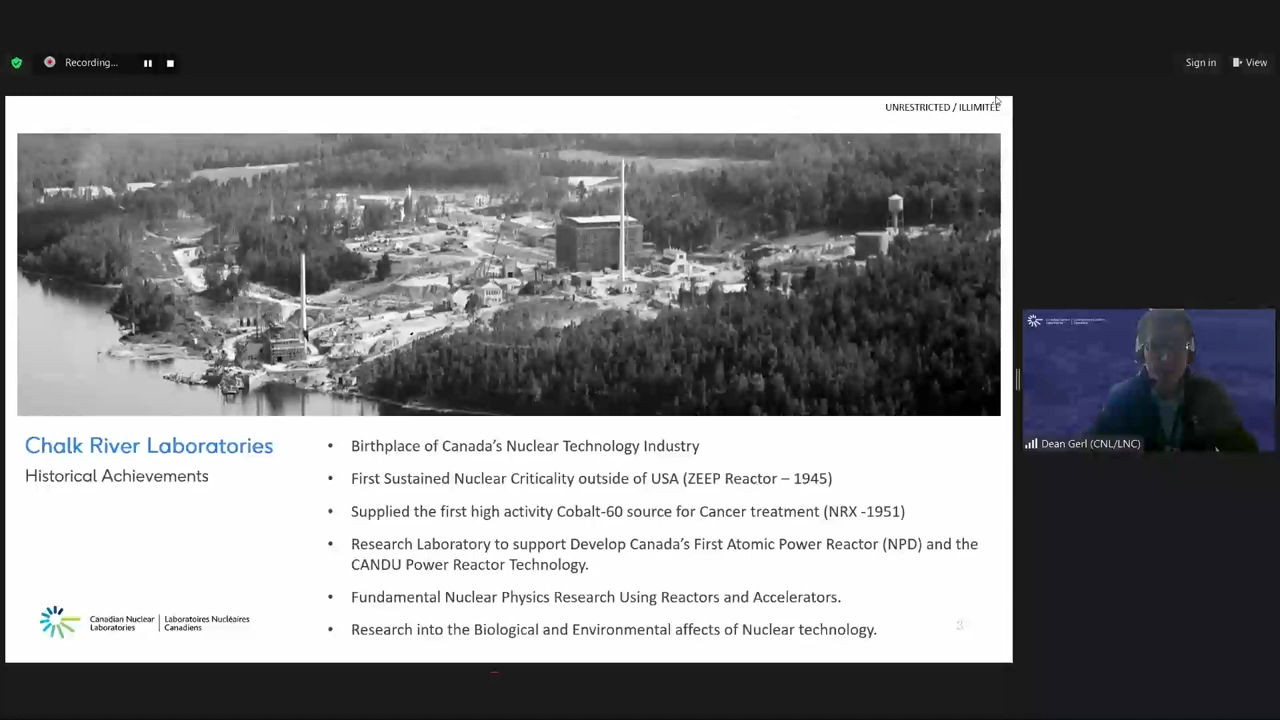 Recording...
Sign in
View
UNRESTRICTED / ILLIMITÉE
Chalk River Laboratories
Historical Achievements
• Birthplace of Canada's Nuclear Technology Industry
• First Sustained Nuclear Criticality outside of USA (ZEEP Reactor – 1945)
• Supplied the first high activity Cobalt-60 source for Cancer treatment (NRX -1951)
• Research Laboratory to support Develop Canada's First Atomic Power Reactor (NPD) and the
CANDU Power Reactor Technology.
• Fundamental Nuclear Physics Research Using Reactors and Accelerators.
• Research into the Biological and Environmental affects of Nuclear technology.
Canadian Nuclear | Laboratoires Nucléaires
Laboratories | Canadiens
3
Dean Gerl (CNL/LNC)